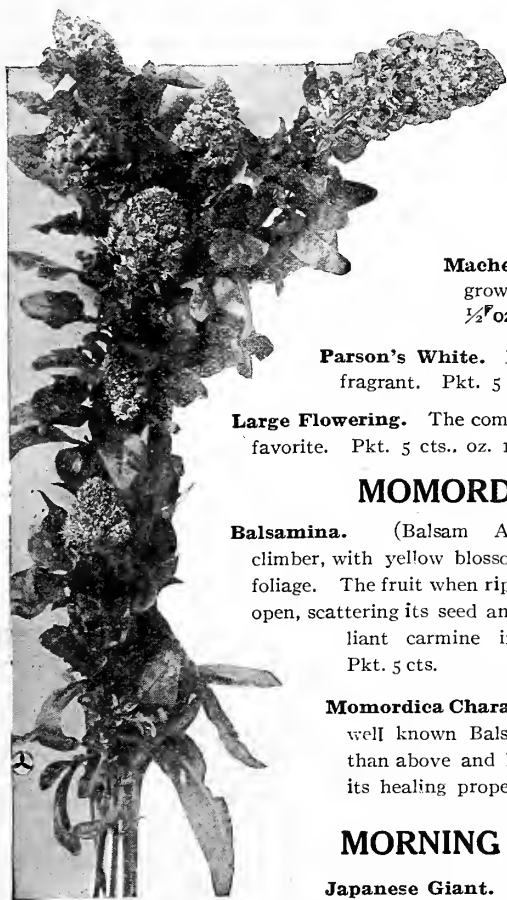 Mache
grow
½ oz
Parson's White.
fragrant. Pkt. 5
Large Flowering. The com
favorite. Pkt. 5 cts., oz. 1
MOMORD
Balsamina. (Balsam A
climber, with yellow blosso
foliage. The fruit when rip
open, scattering its seed an
liant carmine i
Pkt. 5 cts.
Momordica Chara
well known Bals
than above and
its healing prope
MORNING
Japanese Giant.